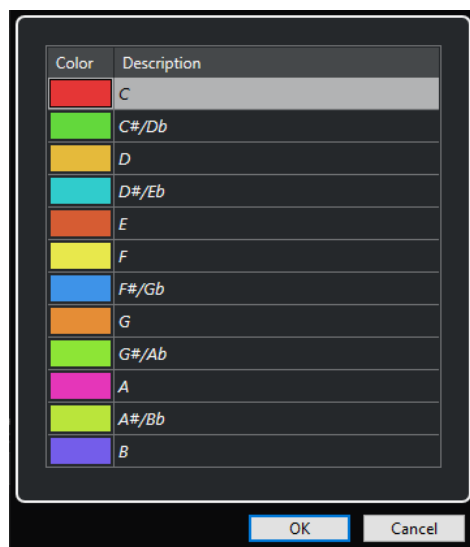 Color Description
C
C#/Db
D
D#/Eb
E
F
F#/Gb
G
G#/Ab
A
A#/Bb
B
OK Cancel